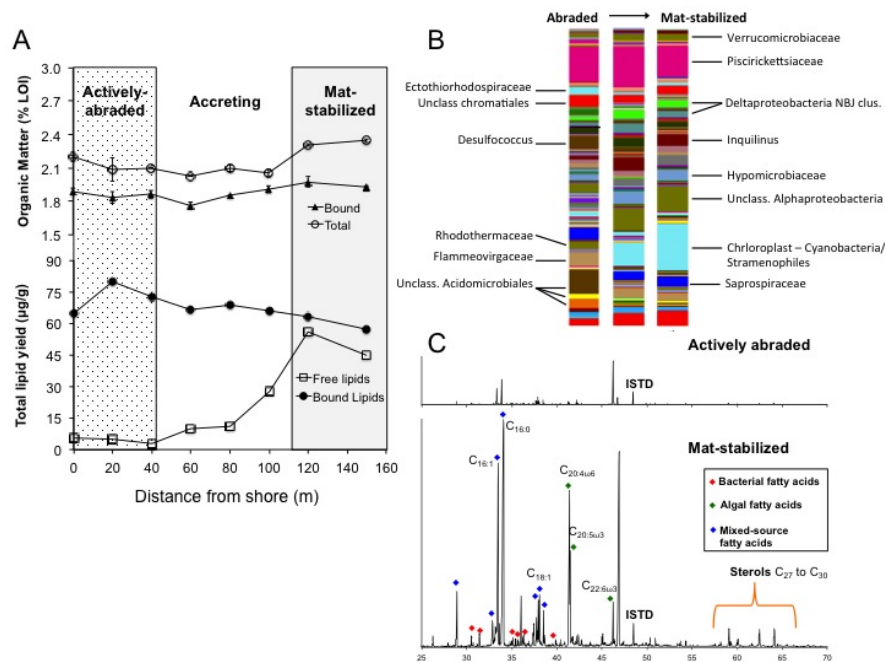 A
Organic Matter (% LOI)
3.0
2.7
2.4
2.1
1.8
1.5
Actively-
abraded
Accreting
Mat-
stabilized
Bound
Total
Total lipid yield (µg/g)
90
75
60
45
30
15
0
Free lipids
Bound Lipids
0 20 40 60 80 100 120 140 160
Distance from shore (m)
B
Abraded
Mat-stabilized
Ectothiorhodospiraceae
Unclass chromatiales
Desulfococcus
Rhodothermaceae
Flammeovirgaceae
Unclass. Acidomicrobiales
Verrucomicrobiaceae
Piscirickettsiaceae
Deltaproteobacteria NBJ clus.
Inquilinus
Hypomicrobiaceae
Unclass. Alphaproteobacteria
Chrloroplast – Cyanobacteria/
Stramenophiles
Saprospiraceae
C
Actively abraded
ISTD
Mat-stabilized
C16:0
C16:1
C18:1
C20:4ω6
C20:5ω3
C22:6ω3
ISTD
Bacterial fatty acids
Algal fatty acids
Mixed-source
fatty acids
Sterols C27 to C30
25 30 35 40 45 50 55 60 65 70